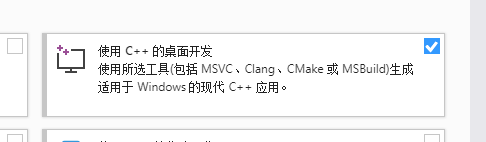 使用 C++ 的桌面开发
使用所选工具(包括 MSVC、Clang、CMake 或 MSBuild)生成
适用于 Windows 的现代 C++ 应用。